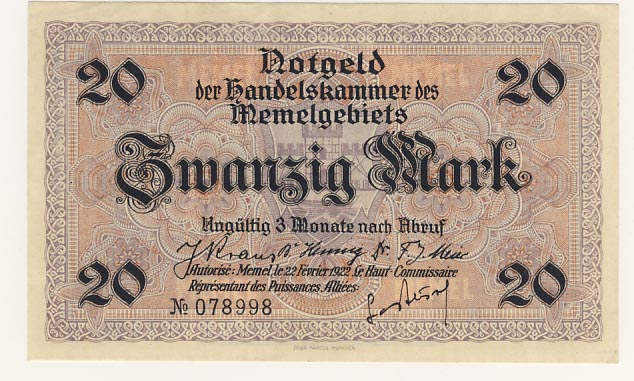 20 20
Notgeld
der Handelskammer des
Memelgebiets
Zwanzig Mark
Ungültig 3 Monate nach Abruf
Autorisé: Memel, le 22 février 1922 Le Haut-Commissaire
Représentant des Puissances Alliées:
20 20
№ 078998